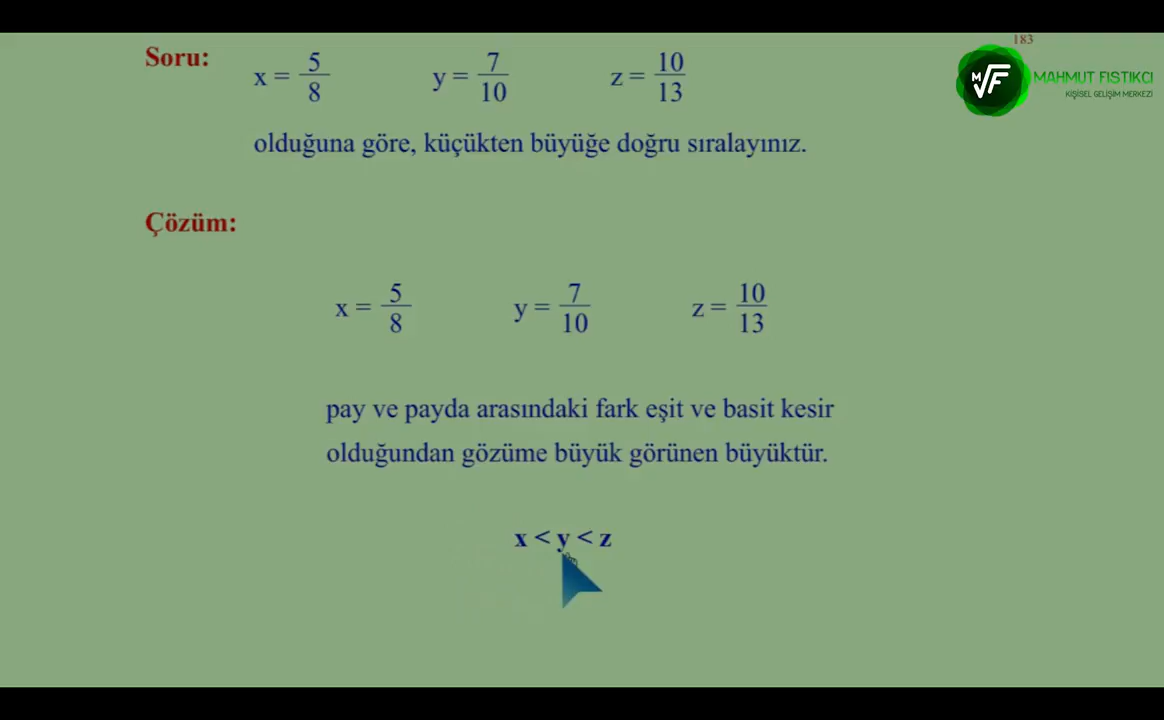 183
Soru: x = 5/8 y = 7/10 z = 10/13
MVF MAHMUT FISTIKCI
KİŞİSEL GELİŞİM MERKEZİ
olduğuna göre, küçükten büyüğe doğru sıralayınız.
Çözüm:
x = 5/8 y = 7/10 z = 10/13
pay ve payda arasındaki fark eşit ve basit kesir
olduğundan gözüme büyük görünen büyüktür.
x < y < z